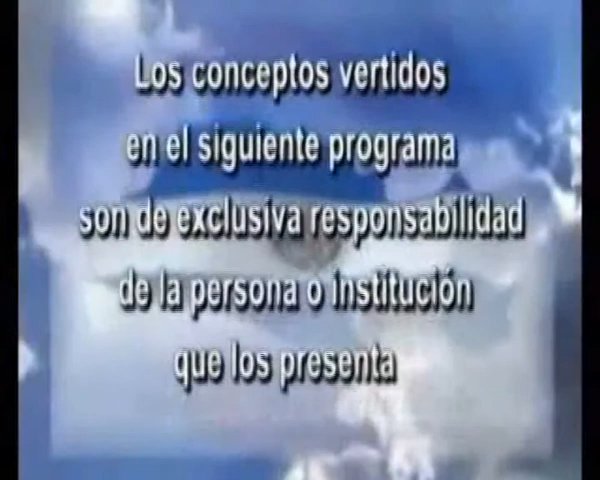 Los conceptos vertidos
en el siguiente programa
son de exclusiva responsabilidad
de la persona o institución
que los presenta